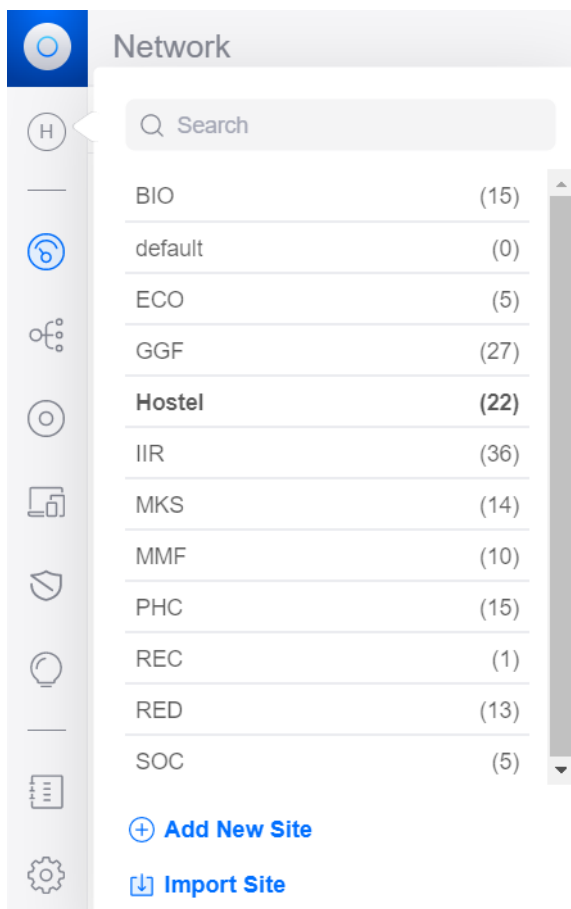 Network
H
Search
BIO (15)
default (0)
ECO (5)
GGF (27)
Hostel (22)
IIR (36)
MKS (14)
MMF (10)
PHC (15)
REC (1)
RED (13)
SOC (5)
Add New Site
Import Site